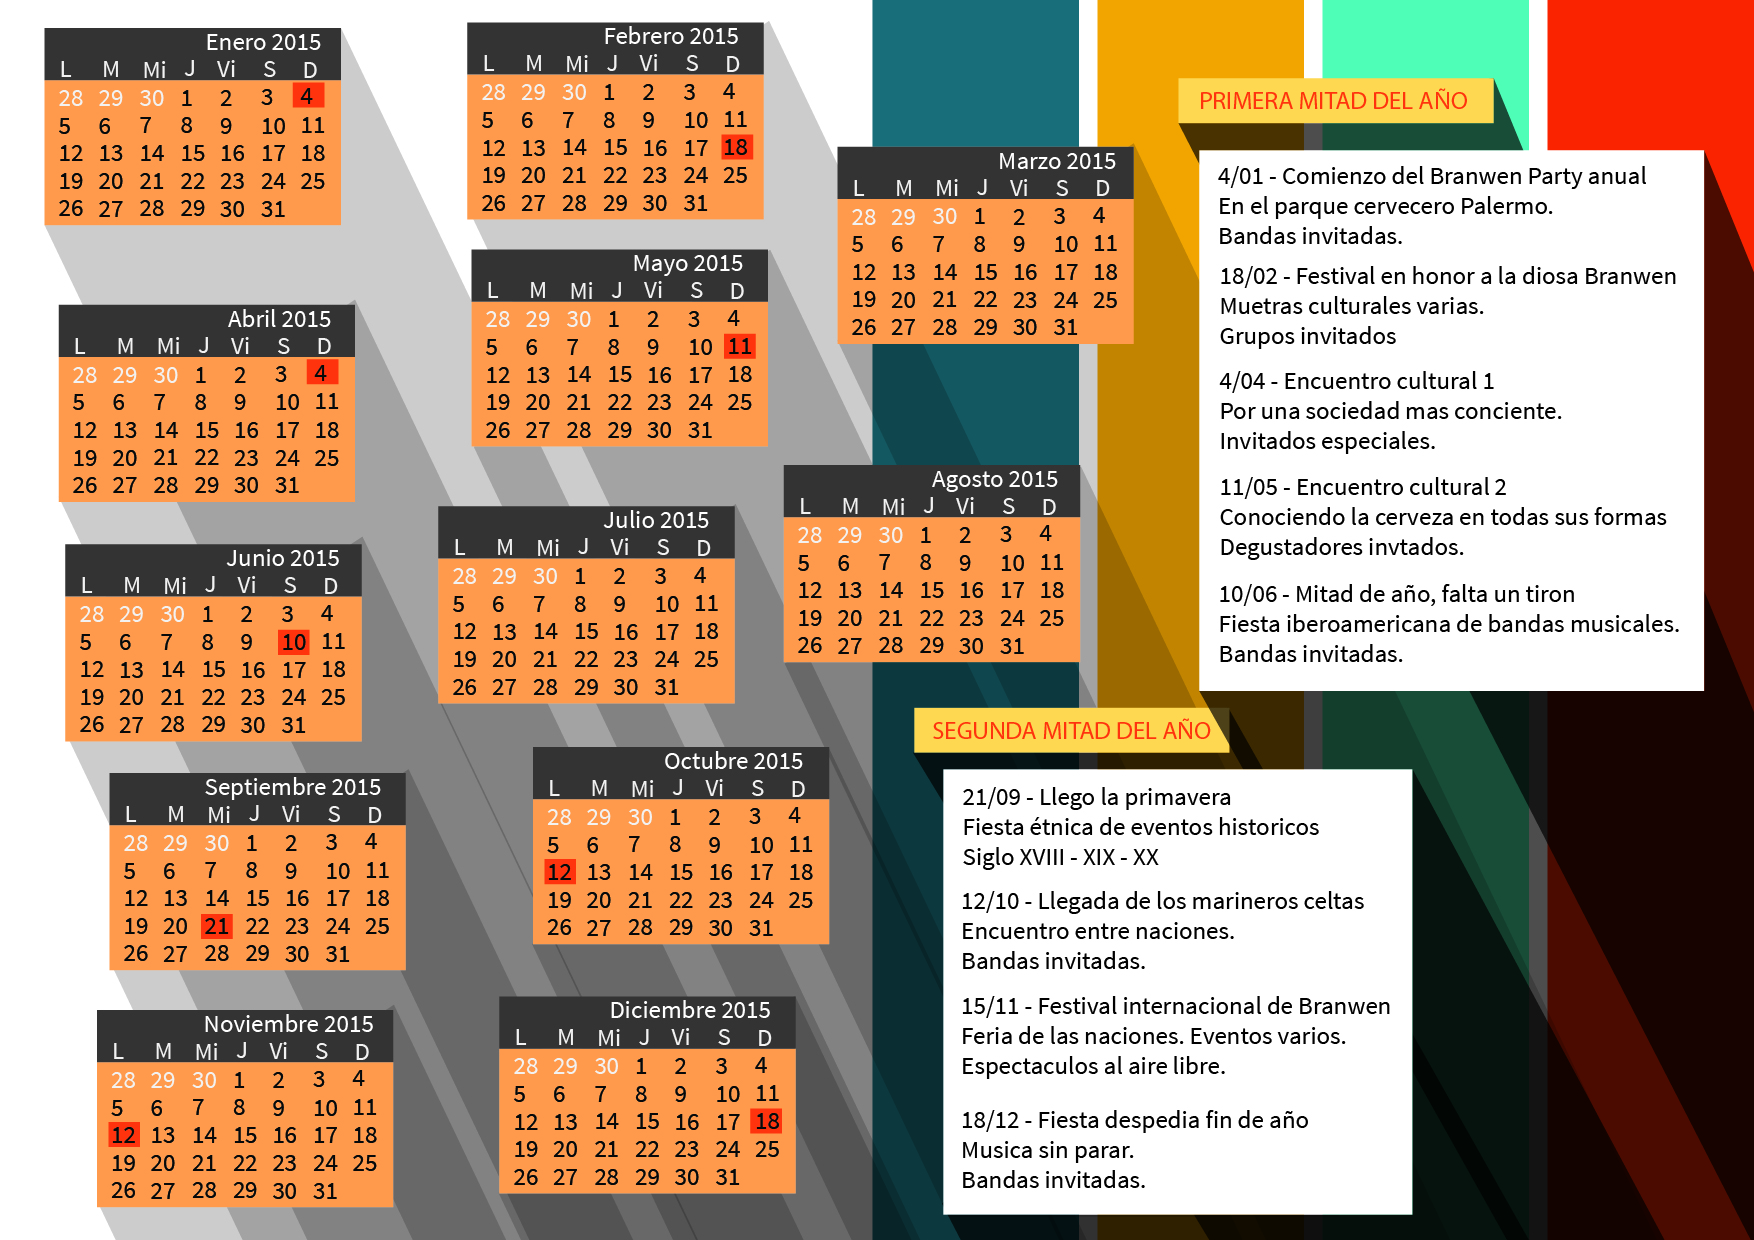 Enero 2015
L M Mi J Vi S D
28 29 30 1 2 3 4
5 6 7 8 9 10 11
12 13 14 15 16 17 18
19 20 21 22 23 24 25
26 27 28 29 30 31
Febrero 2015
L M Mi J Vi S D
28 29 30 1 2 3 4
5 6 7 8 9 10 11
12 13 14 15 16 17 18
19 20 21 22 23 24 25
26 27 28 29 30 31
Marzo 2015
L M Mi J Vi S D
28 29 30 1 2 3 4
5 6 7 8 9 10 11
12 13 14 15 16 17 18
19 20 21 22 23 24 25
26 27 28 29 30 31
Abril 2015
L M Mi J Vi S D
28 29 30 1 2 3 4
5 6 7 8 9 10 11
12 13 14 15 16 17 18
19 20 21 22 23 24 25
26 27 28 29 30 31
Mayo 2015
L M Mi J Vi S D
28 29 30 1 2 3 4
5 6 7 8 9 10 11
12 13 14 15 16 17 18
19 20 21 22 23 24 25
26 27 28 29 30 31
Junio 2015
L M Mi J Vi S D
28 29 30 1 2 3 4
5 6 7 8 9 10 11
12 13 14 15 16 17 18
19 20 21 22 23 24 25
26 27 28 29 30 31
Julio 2015
L M Mi J Vi S D
28 29 30 1 2 3 4
5 6 7 8 9 10 11
12 13 14 15 16 17 18
19 20 21 22 23 24 25
26 27 28 29 30 31
Agosto 2015
L M Mi J Vi S D
28 29 30 1 2 3 4
5 6 7 8 9 10 11
12 13 14 15 16 17 18
19 20 21 22 23 24 25
26 27 28 29 30 31
Septiembre 2015
L M Mi J Vi S D
28 29 30 1 2 3 4
5 6 7 8 9 10 11
12 13 14 15 16 17 18
19 20 21 22 23 24 25
26 27 28 29 30 31
Octubre 2015
L M Mi J Vi S D
28 29 30 1 2 3 4
5 6 7 8 9 10 11
12 13 14 15 16 17 18
19 20 21 22 23 24 25
26 27 28 29 30 31
Noviembre 2015
L M Mi J Vi S D
28 29 30 1 2 3 4
5 6 7 8 9 10 11
12 13 14 15 16 17 18
19 20 21 22 23 24 25
26 27 28 29 30 31
Diciembre 2015
L M Mi J Vi S D
28 29 30 1 2 3 4
5 6 7 8 9 10 11
12 13 14 15 16 17 18
19 20 21 22 23 24 25
26 27 28 29 30 31
PRIMERA MITAD DEL AÑO
4/01 - Comienzo del Branwen Party anual
En el parque cervecero Palermo.
Bandas invitadas.
18/02 - Festival en honor a la diosa Branwen
Muetras culturales varias.
Grupos invitados
4/04 - Encuentro cultural 1
Por una sociedad mas conciente.
Invitados especiales.
11/05 - Encuentro cultural 2
Conociendo la cerveza en todas sus formas
Degustadores invtados.
10/06 - Mitad de año, falta un tiron
Fiesta iberoamericana de bandas musicales.
Bandas invitadas.
SEGUNDA MITAD DEL AÑO
21/09 - Llego la primavera
Fiesta étnica de eventos historicos
Siglo XVIII - XIX - XX
12/10 - Llegada de los marineros celtas
Encuentro entre naciones.
Bandas invitadas.
15/11 - Festival internacional de Branwen
Feria de las naciones. Eventos varios.
Espectaculos al aire libre.
18/12 - Fiesta despedia fin de año
Musica sin parar.
Bandas invitadas.